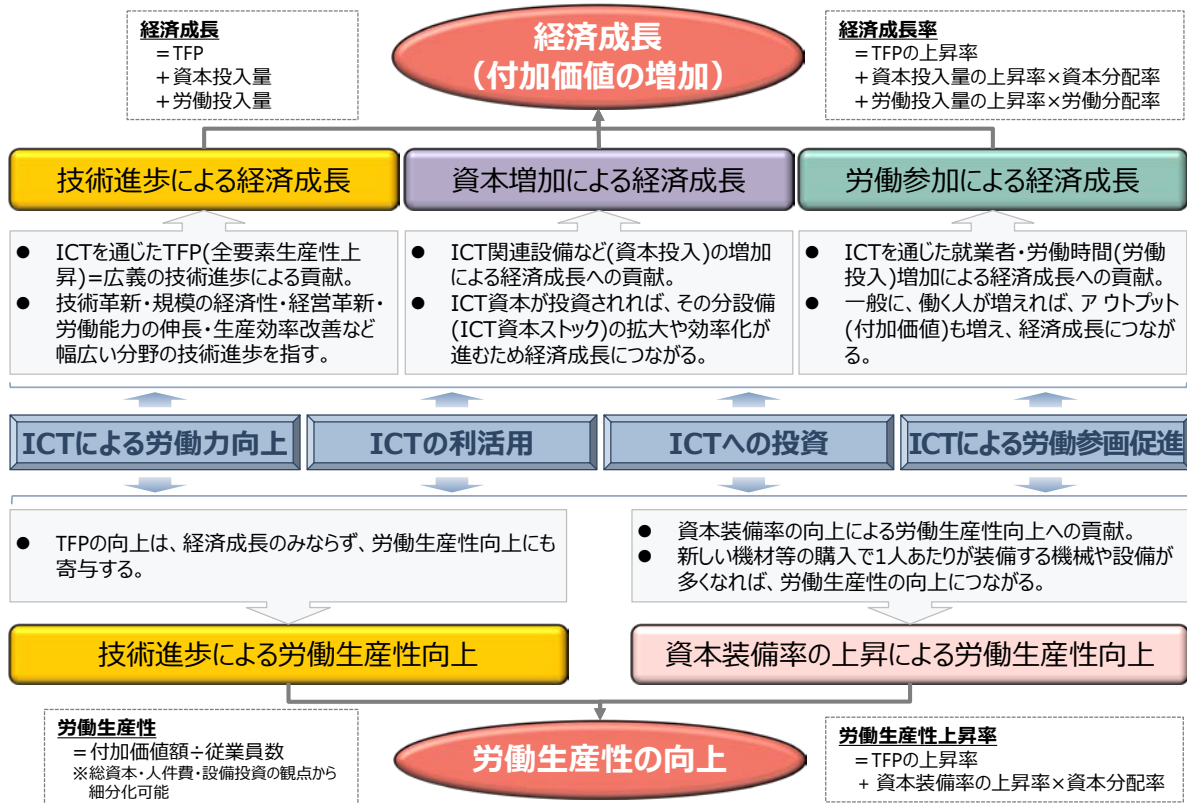 経済成長
＝TFP
＋資本投入量
＋労働投入量
経済成長
（付加価値の増加）
経済成長率
＝TFPの上昇率
＋資本投入量の上昇率×資本分配率
＋労働投入量の上昇率×労働分配率
技術進歩による経済成長
資本増加による経済成長
労働参加による経済成長
● ICTを通じたTFP(全要素生産性上
昇)＝広義の技術進歩による貢献。
● 技術革新・規模の経済性・経営革新・
労働能力の伸長・生産効率改善など
幅広い分野の技術進歩を指す。
● ICT関連設備など(資本投入)の増加
による経済成長への貢献。
● ICT資本が投資されれば、その分設備
(ICT資本ストック)の拡大や効率化が
進むため経済成長につながる。
● ICTを通じた就業者・労働時間(労働
投入)増加による経済成長への貢献。
● 一般に、働く人が増えれば、アウトプット
(付加価値)も増え、経済成長につなが
る。
ICTによる労働力向上
ICTの利活用
ICTへの投資
ICTによる労働参画促進
● TFPの向上は、経済成長のみならず、労働生産性向上にも
寄与する。
● 資本装備率の向上による労働生産性向上への貢献。
● 新しい機材等の購入で1人あたりが装備する機械や設備が
多くなれば、労働生産性の向上につながる。
技術進歩による労働生産性向上
資本装備率の上昇による労働生産性向上
労働生産性
＝付加価値額÷従業員数
※総資本・人件費・設備投資の観点から
細分化可能
労働生産性の向上
労働生産性上昇率
＝TFPの上昇率
＋資本装備率の上昇率×資本分配率